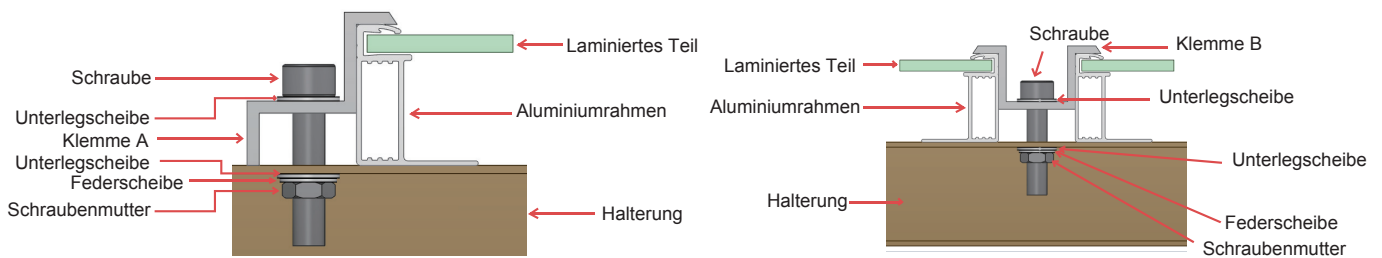 Laminiertes Teil
Schraube
Aluminiumrahmen
Unterlegscheibe
Klemme A
Unterlegscheibe
Federscheibe
Schraubenmutter
Halterung
Schraube
Klemme B
Laminiertes Teil
Unterlegscheibe
Aluminiumrahmen
Unterlegscheibe
Halterung
Federscheibe
Schraubenmutter